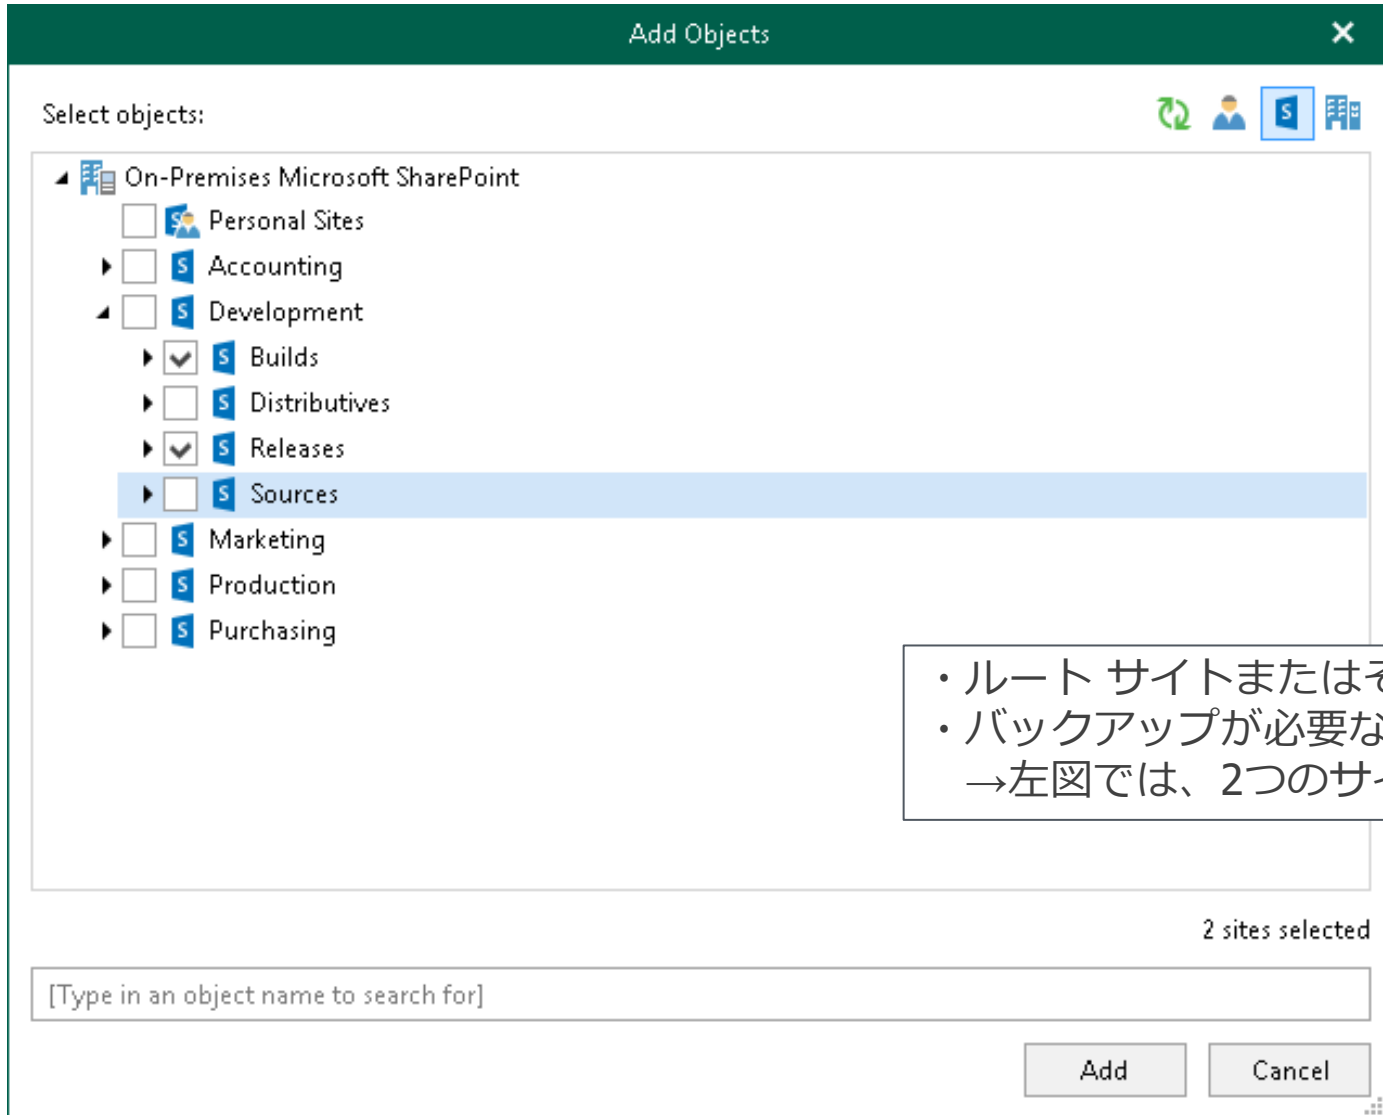 Add Objects
Select objects:
On-Premises Microsoft SharePoint
Personal Sites
Accounting
Development
Builds
Distributives
Releases
Sources
Marketing
Production
Purchasing
・ルート サイトまたはそ
・バックアップが必要な
→左図では、2つのサイ
2 sites selected
[Type in an object name to search for]
Add
Cancel